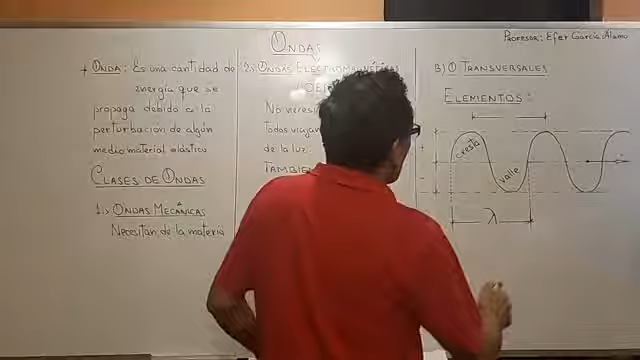 PROFESOR: Efer García Álamo
ONDAS
+ ONDA: Es una cantidad de
energía que se
propaga debido a la
perturbación de algún
medio material elástico
CLASES DE ONDAS
1.) ONDAS MECÁNICAS
Necesitan de la materia
2.) ONDAS ELECTROMAGNÉTICAS
No
Todos viajan
de la luz.
B) TRANSVERSALES
ELEMENTOS:
cresta
valle
+
-
λ